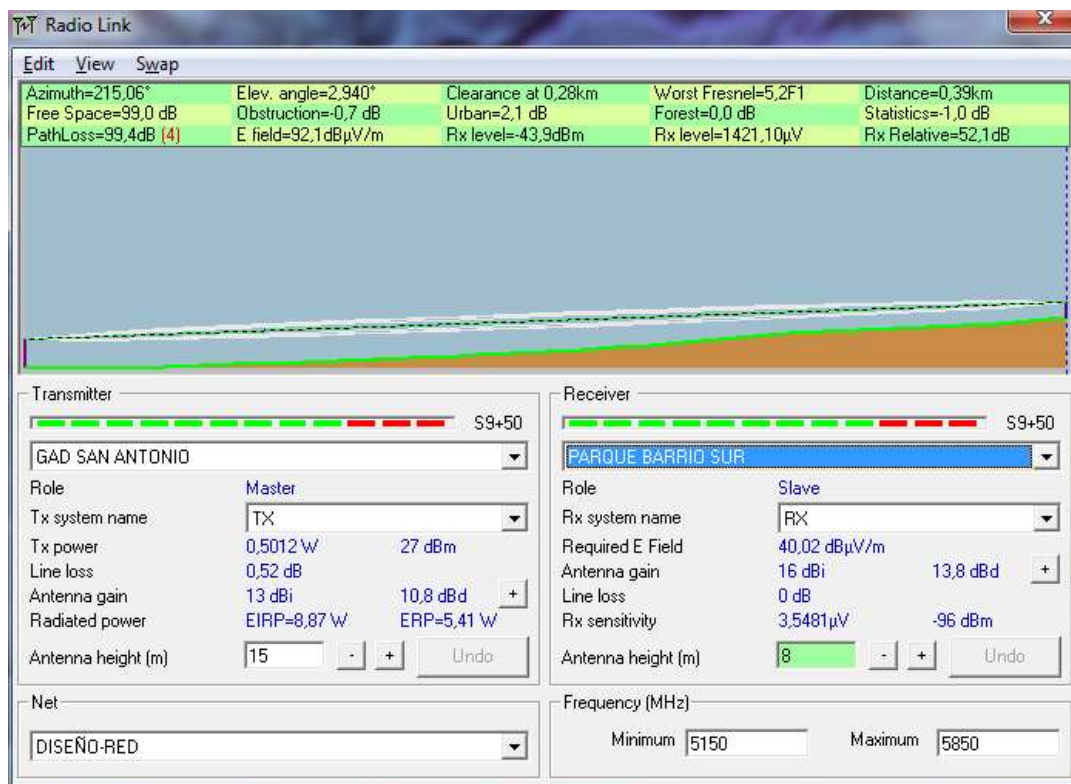 Radio Link
Edit View Swap
Azimuth=215,06° Elev. angle=2,940° Clearance at 0,28km Worst Fresnel=5,2F1 Distance=0,39km
Free Space=99,0 dB Obstruction=-0,7 dB Urban=2,1 dB Forest=0,0 dB Statistics=-1,0 dB
PathLoss=99,4dB (4) E field=92,1dBµV/m Rx level=-43,9dBm Rx level=1421,10µV Rx Relative=52,1dB
Transmitter
S9+50
GAD SAN ANTONIO
Role Master
Tx system name TX
Tx power 0,5012 W 27 dBm
Line loss 0,52 dB
Antenna gain 13 dBi 10,8 dBd +
Radiated power EIRP=8,87 W ERP=5,41 W
Antenna height (m) 15 - + Undo
Net
DISEÑO-RED
Receiver
S9+50
PARQUE BARRIO SUR
Role Slave
Rx system name RX
Required E Field 40,02 dBµV/m
Antenna gain 16 dBi 13,8 dBd +
Line loss 0 dB
Rx sensitivity 3,5481µV -96 dBm
Antenna height (m) 8 - + Undo
Frequency (MHz)
Minimum 5150 Maximum 5850